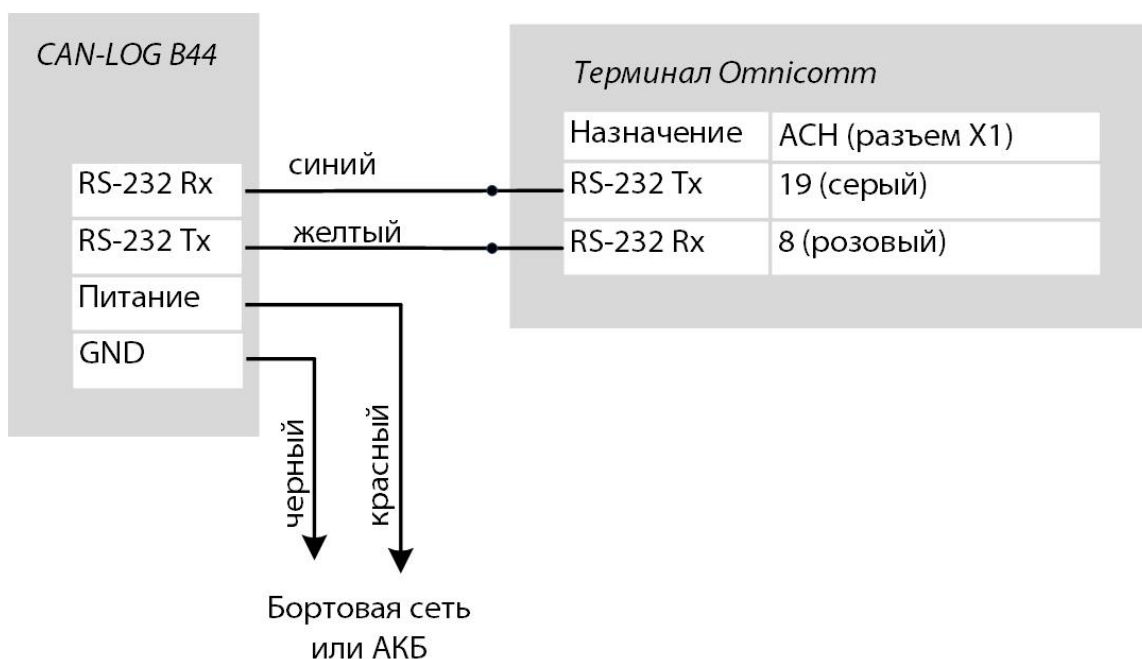 CAN-LOG B44
RS-232 Rx
RS-232 Tx
Питание
GND
синий
желтый
черный
красный
Бортовая сеть
или АКБ
Терминал Omnicomm
Назначение АСН (разъем X1)
RS-232 Tx 19 (серый)
RS-232 Rx 8 (розовый)